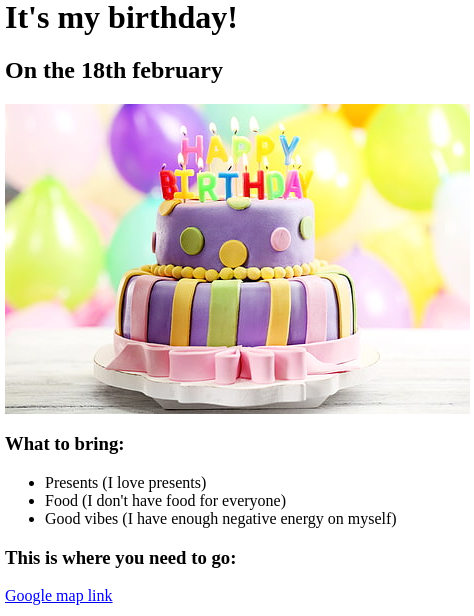 It's my birthday!
On the 18th february
HAPPY
BIRTHDAY
What to bring:
Presents (I love presents)
Food (I don't have food for everyone)
Good vibes (I have enough negative energy on myself)
This is where you need to go:
Google map link